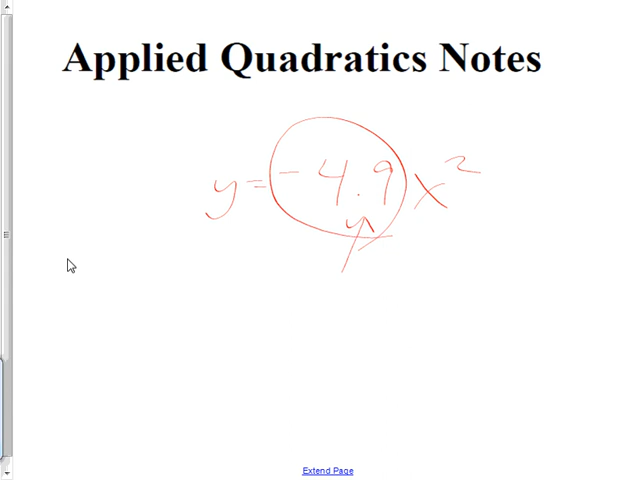 Applied Quadratics Notes
y = -4.9x²
Extend Page